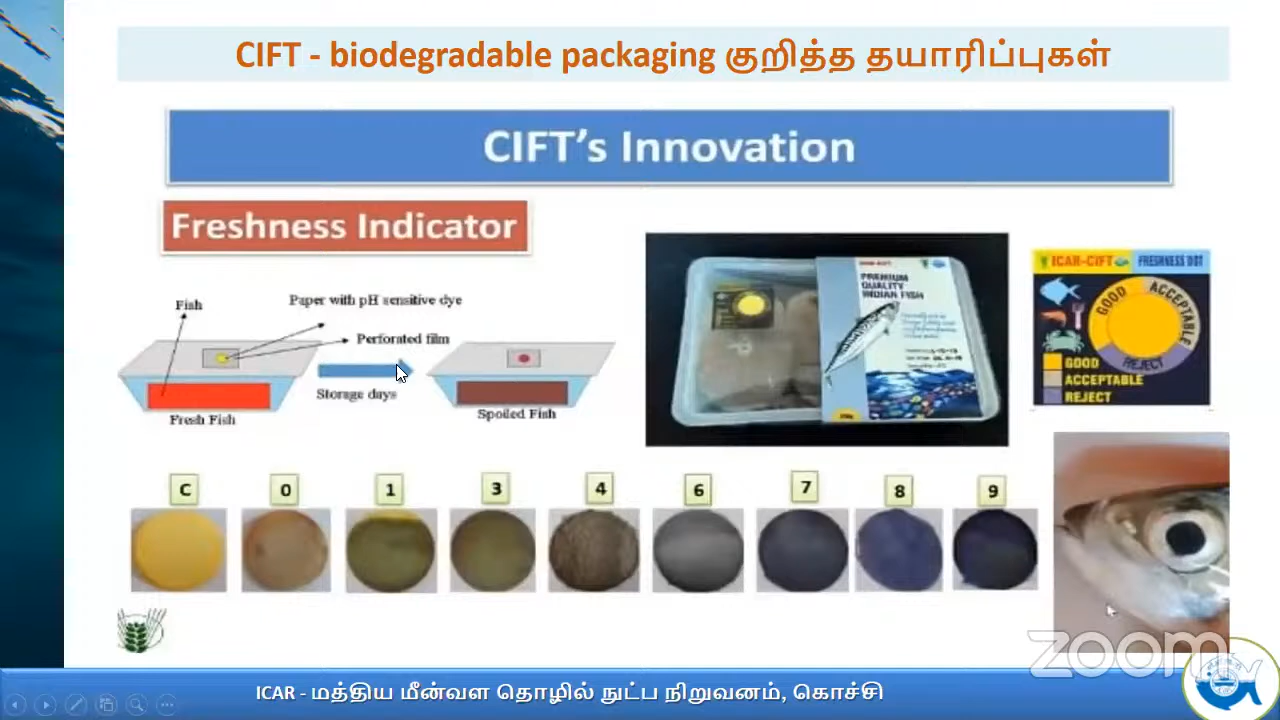 CIFT - biodegradable packaging குறித்த தயாரிப்புகள்
CIFT's Innovation
Freshness Indicator
Fish
Paper with pH sensitive dye
Perforated film
Storage days
Fresh Fish
Spoiled Fish
PREMIUM
QUALITY
INDIAN FISH
ICAR-CIFT
FRESHNESS DOT
GOOD
ACCEPTABLE
REJECT
GOOD
ACCEPTABLE
REJECT
C 0 1 3 4 6 7 8 9
zoom
ICAR - மத்திய மீன்வள தொழில் நுட்ப நிறுவனம், கொச்சி